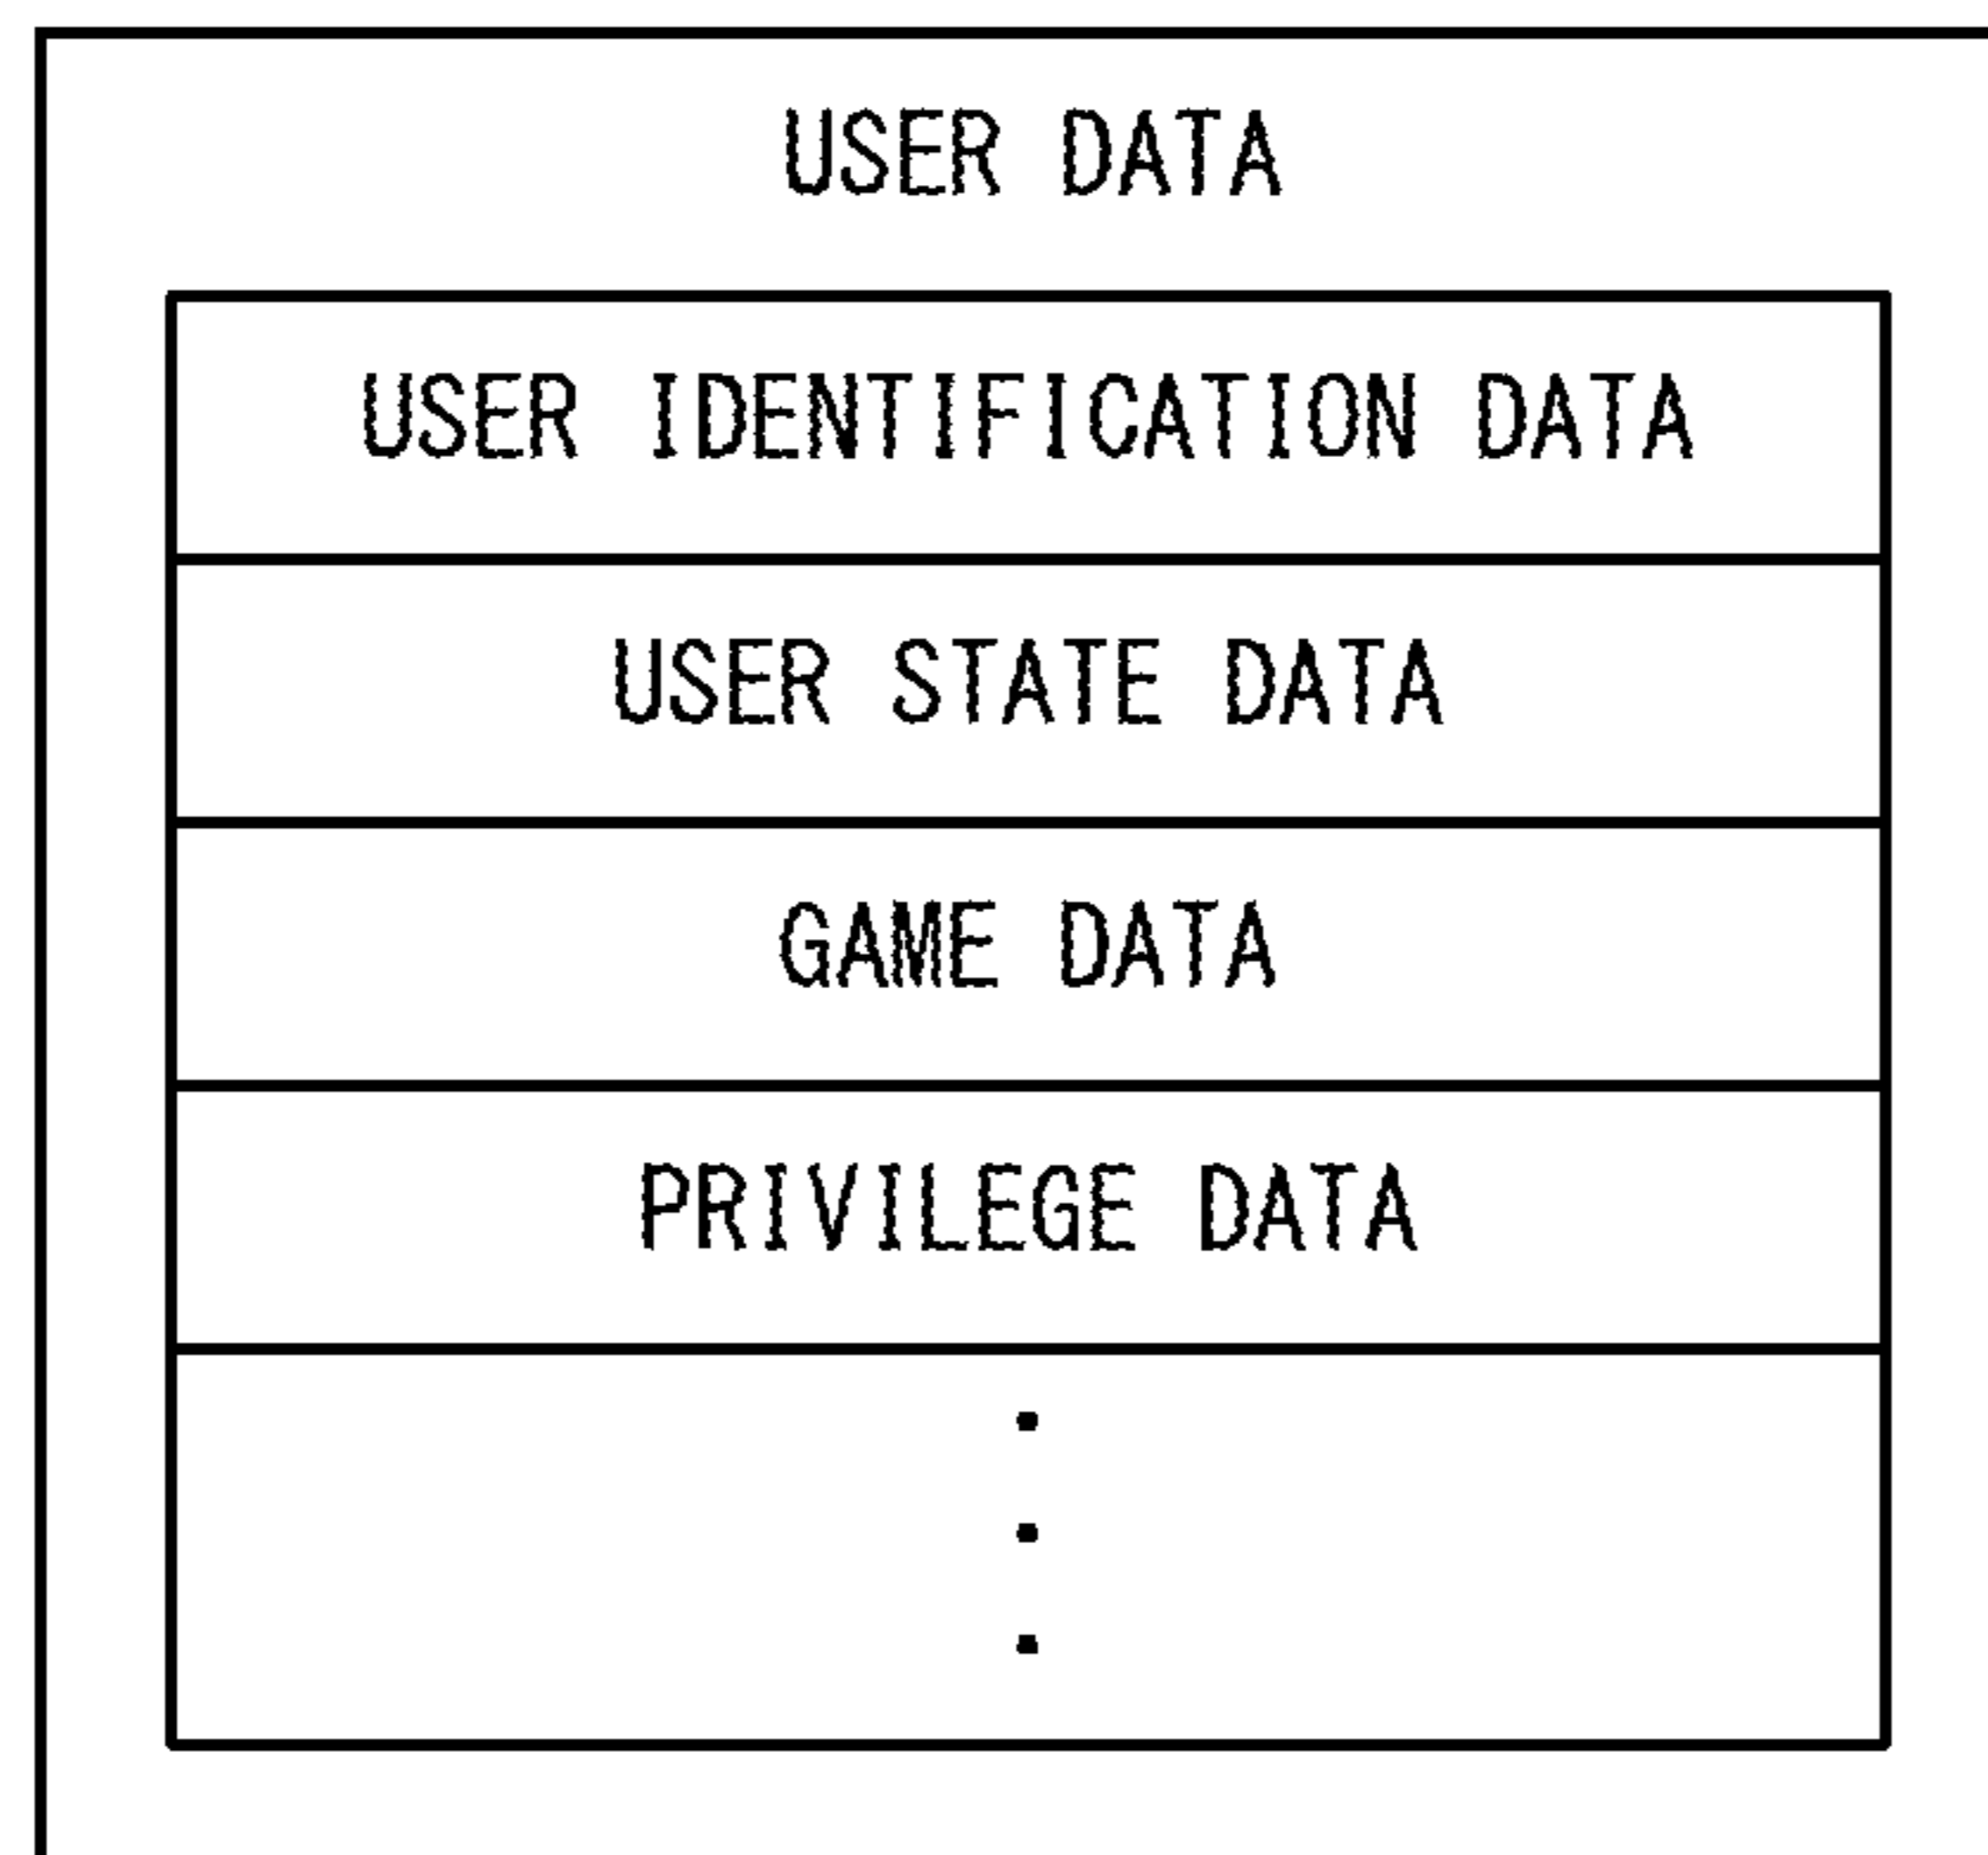 USER DATA
USER IDENTIFICATION DATA
USER STATE DATA
GAME DATA
PRIVILEGE DATA
.
.
.